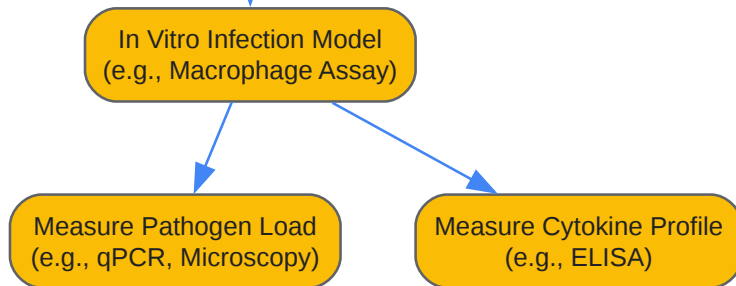 In Vitro Infection Model
(e.g., Macrophage Assay)
Measure Pathogen Load
(e.g., qPCR, Microscopy)
Measure Cytokine Profile
(e.g., ELISA)